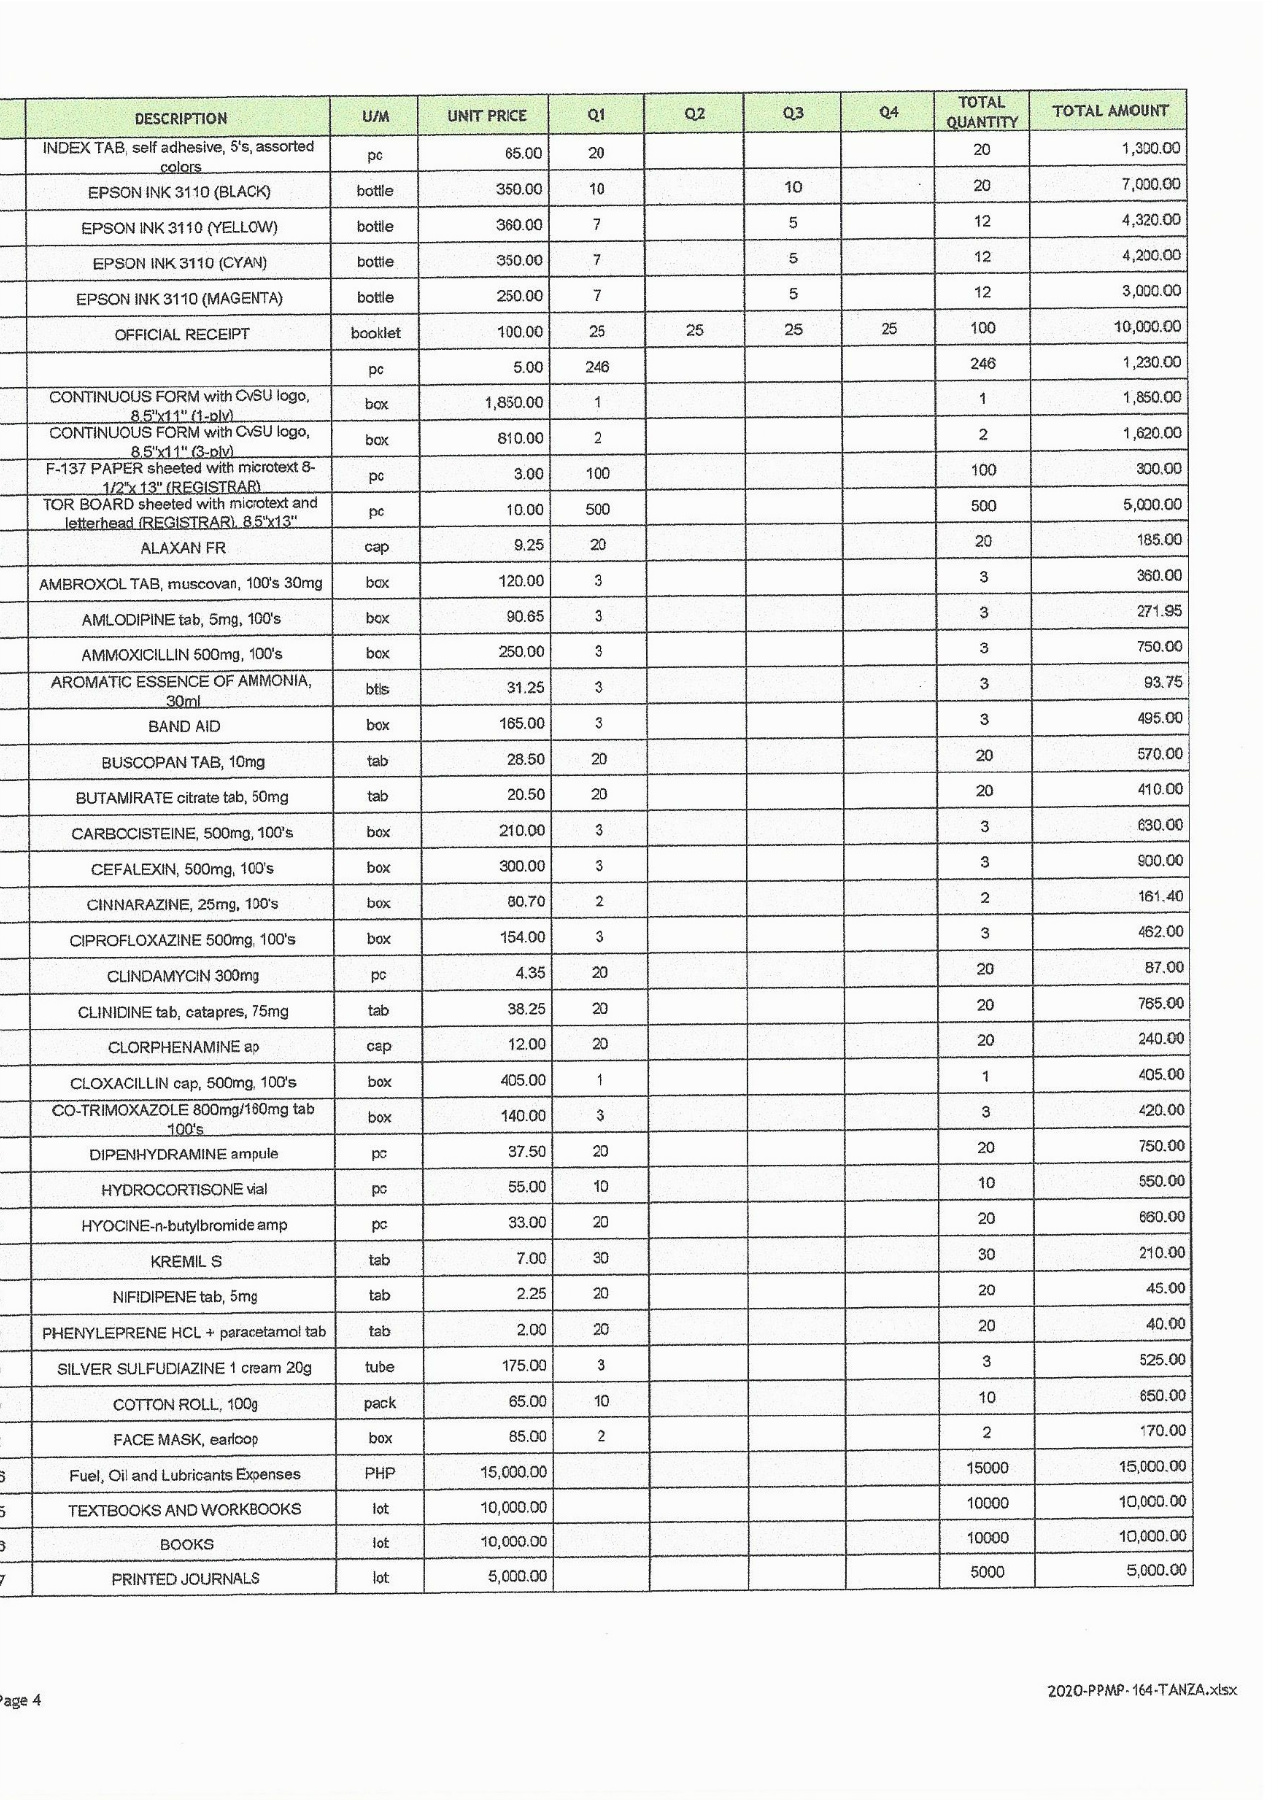 DESCRIPTION U/M UNIT PRICE Q1 Q2 Q3 Q4 TOTAL QUANTITY TOTAL AMOUNT
INDEX TAB, self adhesive, 5's, assorted
colors pc 65.00 20 20 1,300.00
EPSON INK 3110 (BLACK) bottle 350.00 10 10 20 7,000.00
EPSON INK 3110 (YELLOW) bottle 360.00 7 5 12 4,320.00
EPSON INK 3110 (CYAN) bottle 350.00 7 5 12 4,200.00
EPSON INK 3110 (MAGENTA) bottle 250.00 7 5 12 3,000.00
OFFICIAL RECEIPT booklet 100.00 25 25 25 25 100 10,000.00
pc 5.00 246 246 1,230.00
CONTINUOUS FORM with CvSU logo,
8.5"x11" (1-ply) box 1,850.00 1 1 1,850.00
CONTINUOUS FORM with CvSU logo,
8.5"x11" (3-ply) box 810.00 2 2 1,620.00
F-137 PAPER sheeted with microtext 8-
1/2"x 13" (REGISTRAR) pc 3.00 100 100 300.00
TOR BOARD sheeted with microtext and
letterhead (REGISTRAR), 8.5"x13" pc 10.00 500 500 5,000.00
ALAXAN FR cap 9.25 20 20 185.00
AMBROXOL TAB, muscovan, 100's 30mg box 120.00 3 3 360.00
AMLODIPINE tab, 5mg, 100's box 90.65 3 3 271.95
AMMOXICILLIN 500mg, 100's box 250.00 3 3 750.00
AROMATIC ESSENCE OF AMMONIA,
30ml btls 31.25 3 3 93.75
BAND AID box 165.00 3 3 495.00
BUSCOPAN TAB, 10mg tab 28.50 20 20 570.00
BUTAMIRATE citrate tab, 50mg tab 20.50 20 20 410.00
CARBOCISTEINE, 500mg, 100's box 210.00 3 3 630.00
CEFALEXIN, 500mg, 100's box 300.00 3 3 900.00
CINNARAZINE, 25mg, 100's box 80.70 2 2 161.40
CIPROFLOXAZINE 500mg, 100's box 154.00 3 3 462.00
CLINDAMYCIN 300mg pc 4.35 20 20 87.00
CLINIDINE tab, catapres, 75mg tab 38.25 20 20 765.00
CLORPHENAMINE ap cap 12.00 20 20 240.00
CLOXACILLIN cap, 500mg, 100's box 405.00 1 1 405.00
CO-TRIMOXAZOLE 800mg/160mg tab
100's box 140.00 3 3 420.00
DIPENHYDRAMINE ampule pc 37.50 20 20 750.00
HYDROCORTISONE vial pc 55.00 10 10 550.00
HYOCINE-n-butylbromide amp pc 33.00 20 20 660.00
KREMIL S tab 7.00 30 30 210.00
NIFIDIPENE tab, 5mg tab 2.25 20 20 45.00
PHENYLEPRENE HCL + paracetamol tab tab 2.00 20 20 40.00
SILVER SULFUDIAZINE 1 cream 20g tube 175.00 3 3 525.00
COTTON ROLL, 100g pack 65.00 10 10 650.00
FACE MASK, earloop box 85.00 2 2 170.00
6 Fuel, Oil and Lubricants Expenses PHP 15,000.00 15000 15,000.00
5 TEXTBOOKS AND WORKBOOKS lot 10,000.00 10000 10,000.00
BOOKS lot 10,000.00 10000 10,000.00
7 PRINTED JOURNALS lot 5,000.00 5000 5,000.00
Page 4 2020-PPMP-164-TANZA.xlsx